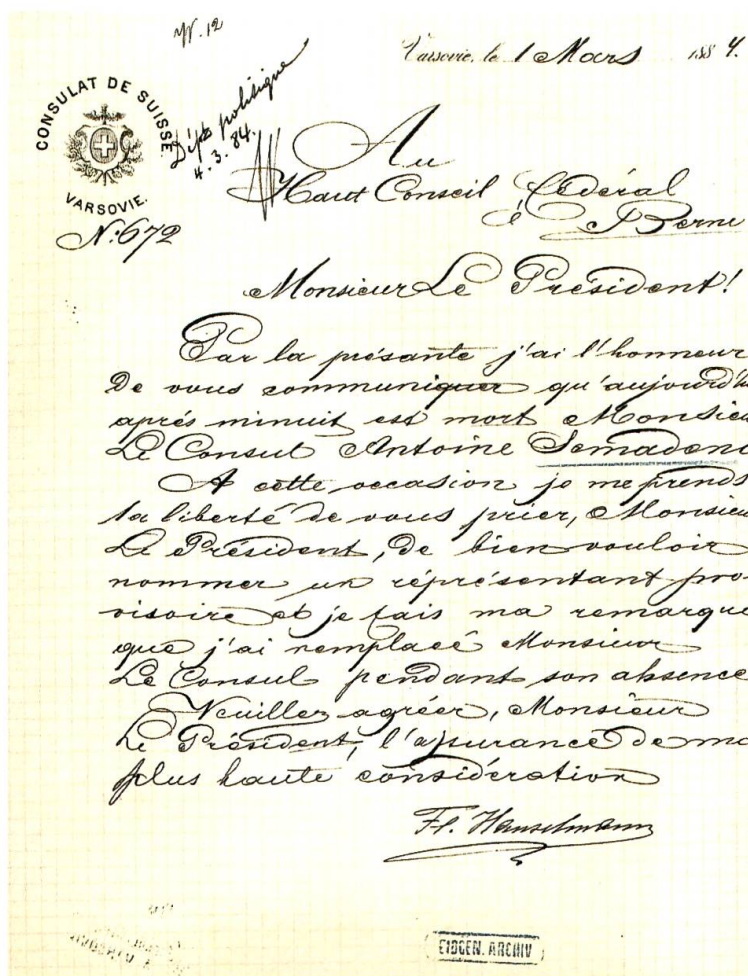 N. 12
Varsovie, le 1 Mars 1884.
CONSULAT DE SUISSE.
VARSOVIE.
Dépt politique
4.3.84.
N: 672
Au
Haut Conseil fédéral
à Berne
Monsieur Le Président!
Par la présante j'ai l'honneur
De vous communiquer qu'aujourd'h
aprés minuit est mort Monsieu
Le Consul Antoine Semadeni
A cette occasion je me prends
la liberté de vous prier, Monsieu
Le Président, de bien vouloir
nommer un réprésentant pro-
visoire et je fais ma remarque
que j'ai remplacé Monsieur
Le Consul pendant son absence
Veuillez agréer, Monsieur
Le Président, l'assurance de ma
plus haute considération
Fl. Hanselmann
EIDGEN. ARCHIV